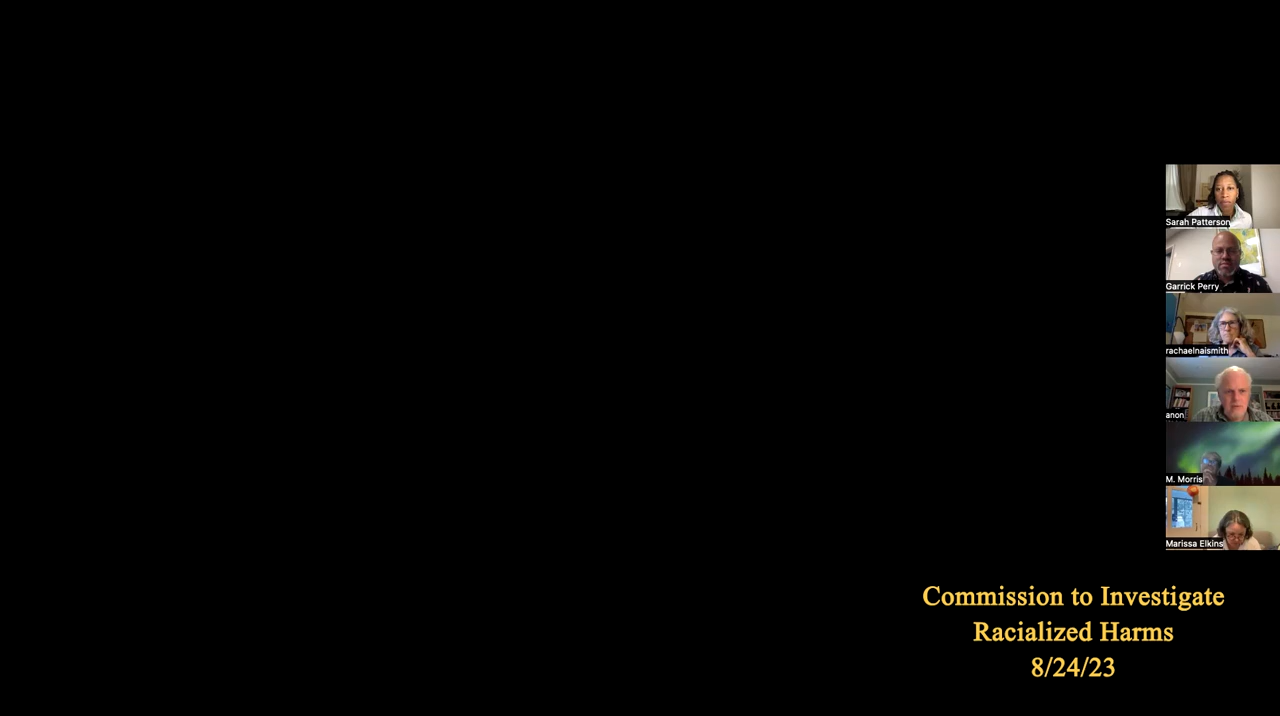 Sarah Patterson
Garrick Perry
rachaelnaismith
anon
M. Morris
Marissa Elkins
Commission to Investigate
Racialized Harms
8/24/23